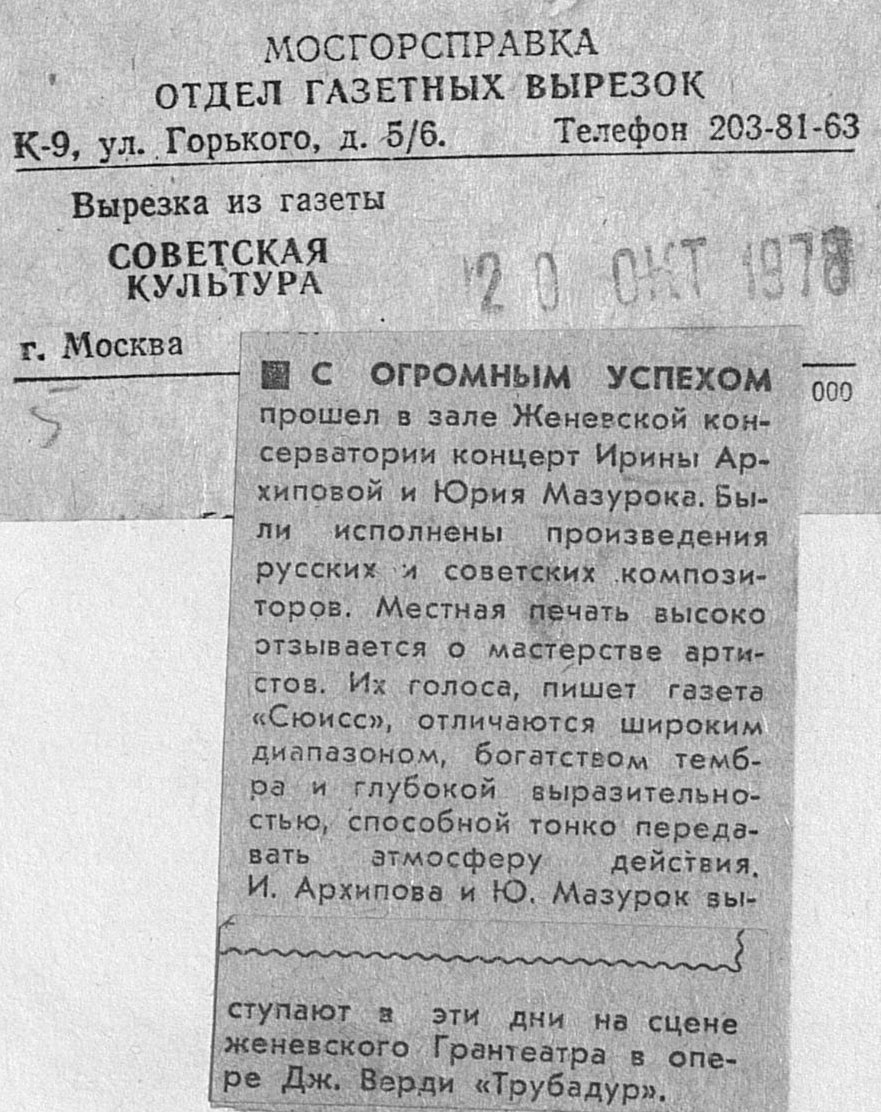 МОСГОРСПРАВКА
ОТДЕЛ ГАЗЕТНЫХ ВЫРЕЗОК
К-9, ул. Горького, д. 5/6. Телефон 203-81-63
Вырезка из газеты
СОВЕТСКАЯ
КУЛЬТУРА
20 ОКТ 1978
г. Москва
000
С ОГРОМНЫМ УСПЕХОМ
прошел в зале Женевской кон-
серватории концерт Ирины Ар-
хиповой и Юрия Мазурока. Бы-
ли исполнены произведения
русских и советских компози-
торов. Местная печать высоко
отзывается о мастерстве арти-
стов. Их голоса, пишет газета
«Сюисс», отличаются широким
диапазоном, богатством темб-
ра и глубокой выразительно-
стью, способной тонко переда-
вать атмосферу действия.
И. Архипова и Ю. Мазурок вы-
ступают в эти дни на сцене
женевского Грантеатра в опе-
ре Дж. Верди «Трубадур».